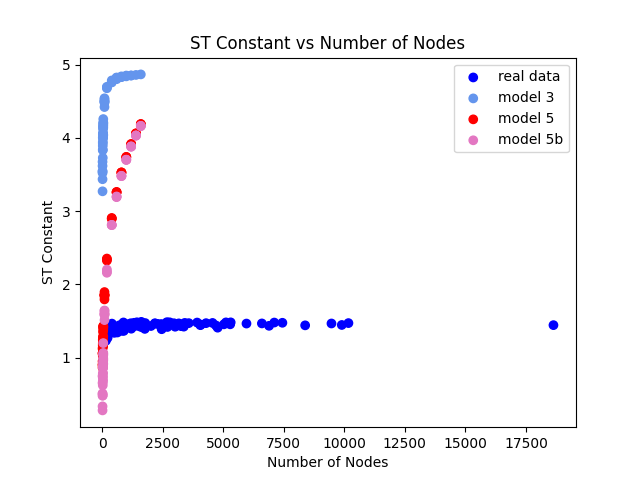 ST Constant vs Number of Nodes
real data
model 3
model 5
model 5b
5
4
3
2
1
ST Constant
0 2500 5000 7500 10000 12500 15000 17500
Number of Nodes